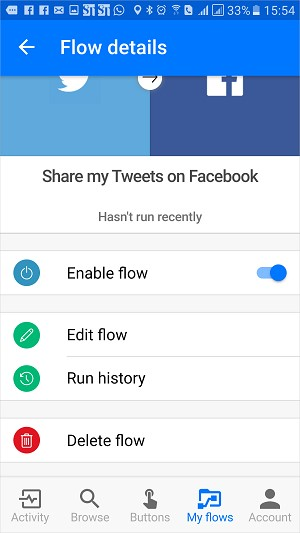 33% 15:54
Flow details
Share my Tweets on Facebook
Hasn't run recently
Enable flow
Edit flow
Run history
Delete flow
Activity Browse Buttons My flows Account